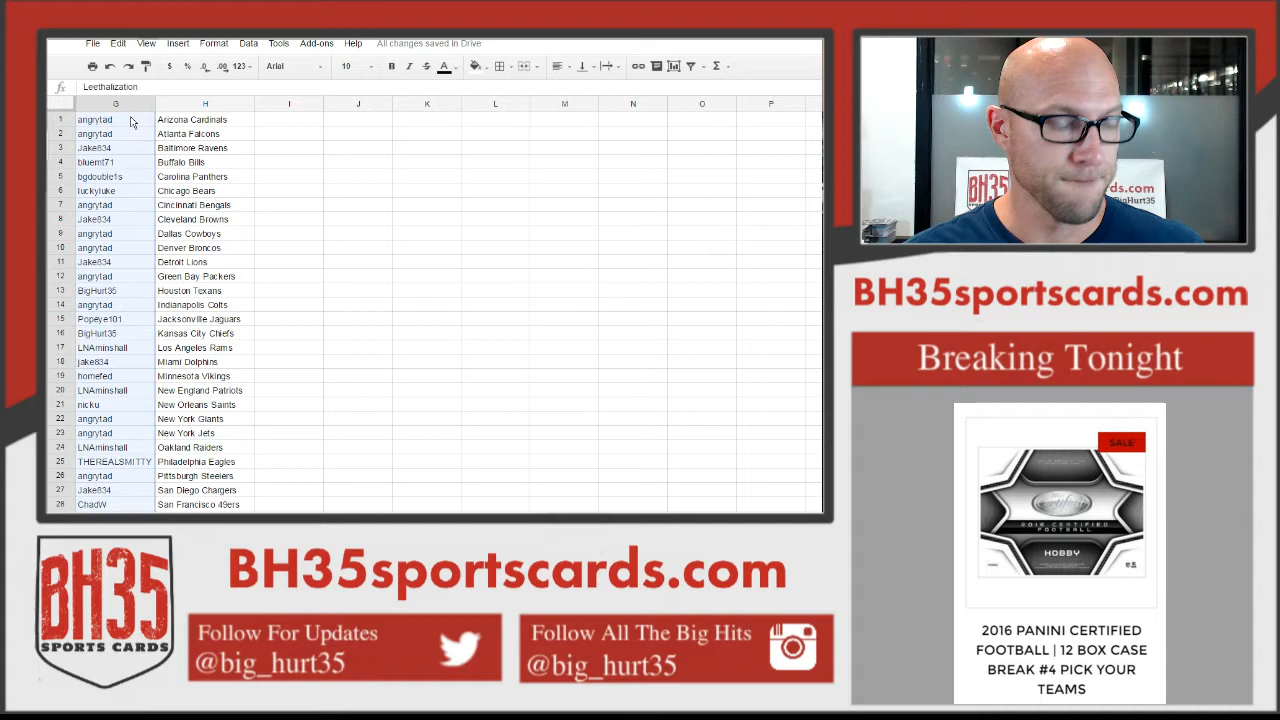 File Edit View Insert Format Data Tools Add-ons Help All changes saved in Drive
$ % .0 .00 123 Arial 10 B I S A Σ
fx Leethalization
G H I J K L M N O P
1 angrytad Arizona Cardinals
2 angrytad Atlanta Falcons
3 Jake834 Baltimore Ravens
4 bluemt71 Buffalo Bills
5 bgdouble1s Carolina Panthers
6 luckyluke Chicago Bears
7 angrytad Cincinnati Bengals
8 Jake834 Cleveland Browns
9 angrytad Dallas Cowboys
10 angrytad Denver Broncos
11 Jake834 Detroit Lions
12 angrytad Green Bay Packers
13 BigHurt35 Houston Texans
14 angrytad Indianapolis Colts
15 Popeye101 Jacksonville Jaguars
16 BigHurt35 Kansas City Chiefs
17 LNAminshall Los Angeles Rams
18 jake834 Miami Dolphins
19 homefed Minnesota Vikings
20 LNAminshall New England Patriots
21 nicku New Orleans Saints
22 angrytad New York Giants
23 angrytad New York Jets
24 LNAminshall Oakland Raiders
25 THEREALSMITTY Philadelphia Eagles
26 angrytad Pittsburgh Steelers
27 Jake834 San Diego Chargers
28 ChadW San Francisco 49ers
BH35
ds.com
BigHurt35
BH35sportscards.com
Breaking Tonight
SALE
2016 CERTIFIED FOOTBALL
HOBBY
2016 PANINI CERTIFIED
FOOTBALL | 12 BOX CASE
BREAK #4 PICK YOUR
TEAMS
BH35
SPORTS CARDS
BH35sportscards.com
Follow For Updates
@big_hurt35
Follow All The Big Hits
@big_hurt35